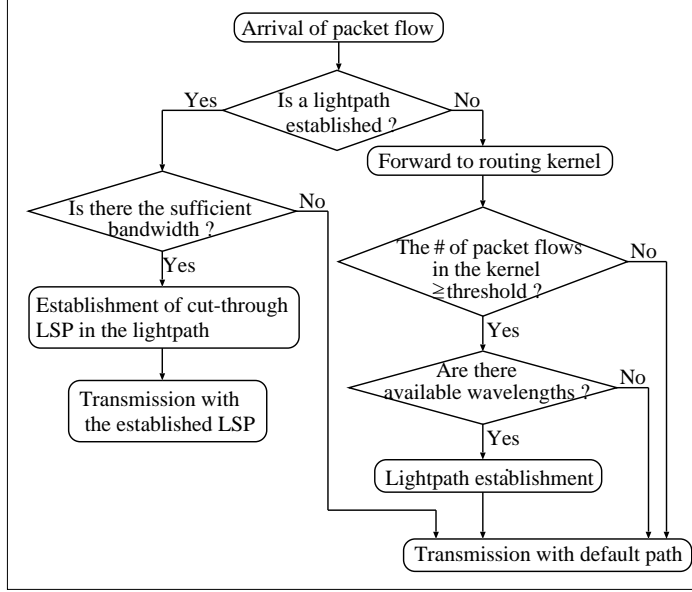 Arrival of packet flow
Yes
Is a lightpath
established ?
No
Forward to routing kernel
Is there the sufficient
bandwidth ?
No
Yes
The # of packet flows
in the kernel
≧threshold ?
No
Yes
Establishment of cut-through
LSP in the lightpath
Are there
available wavelengths ?
No
Yes
Transmission with
the established LSP
Lightpath establishment
Transmission with default path